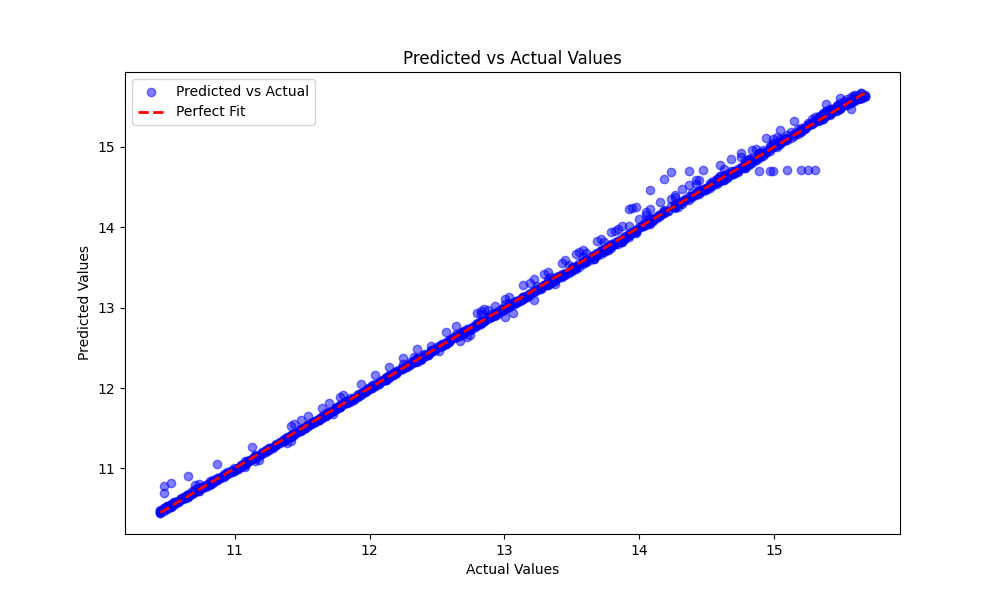 Predicted vs Actual Values
Predicted vs Actual
Perfect Fit
Predicted Values
15
14
13
12
11
11
12
13
14
15
Actual Values